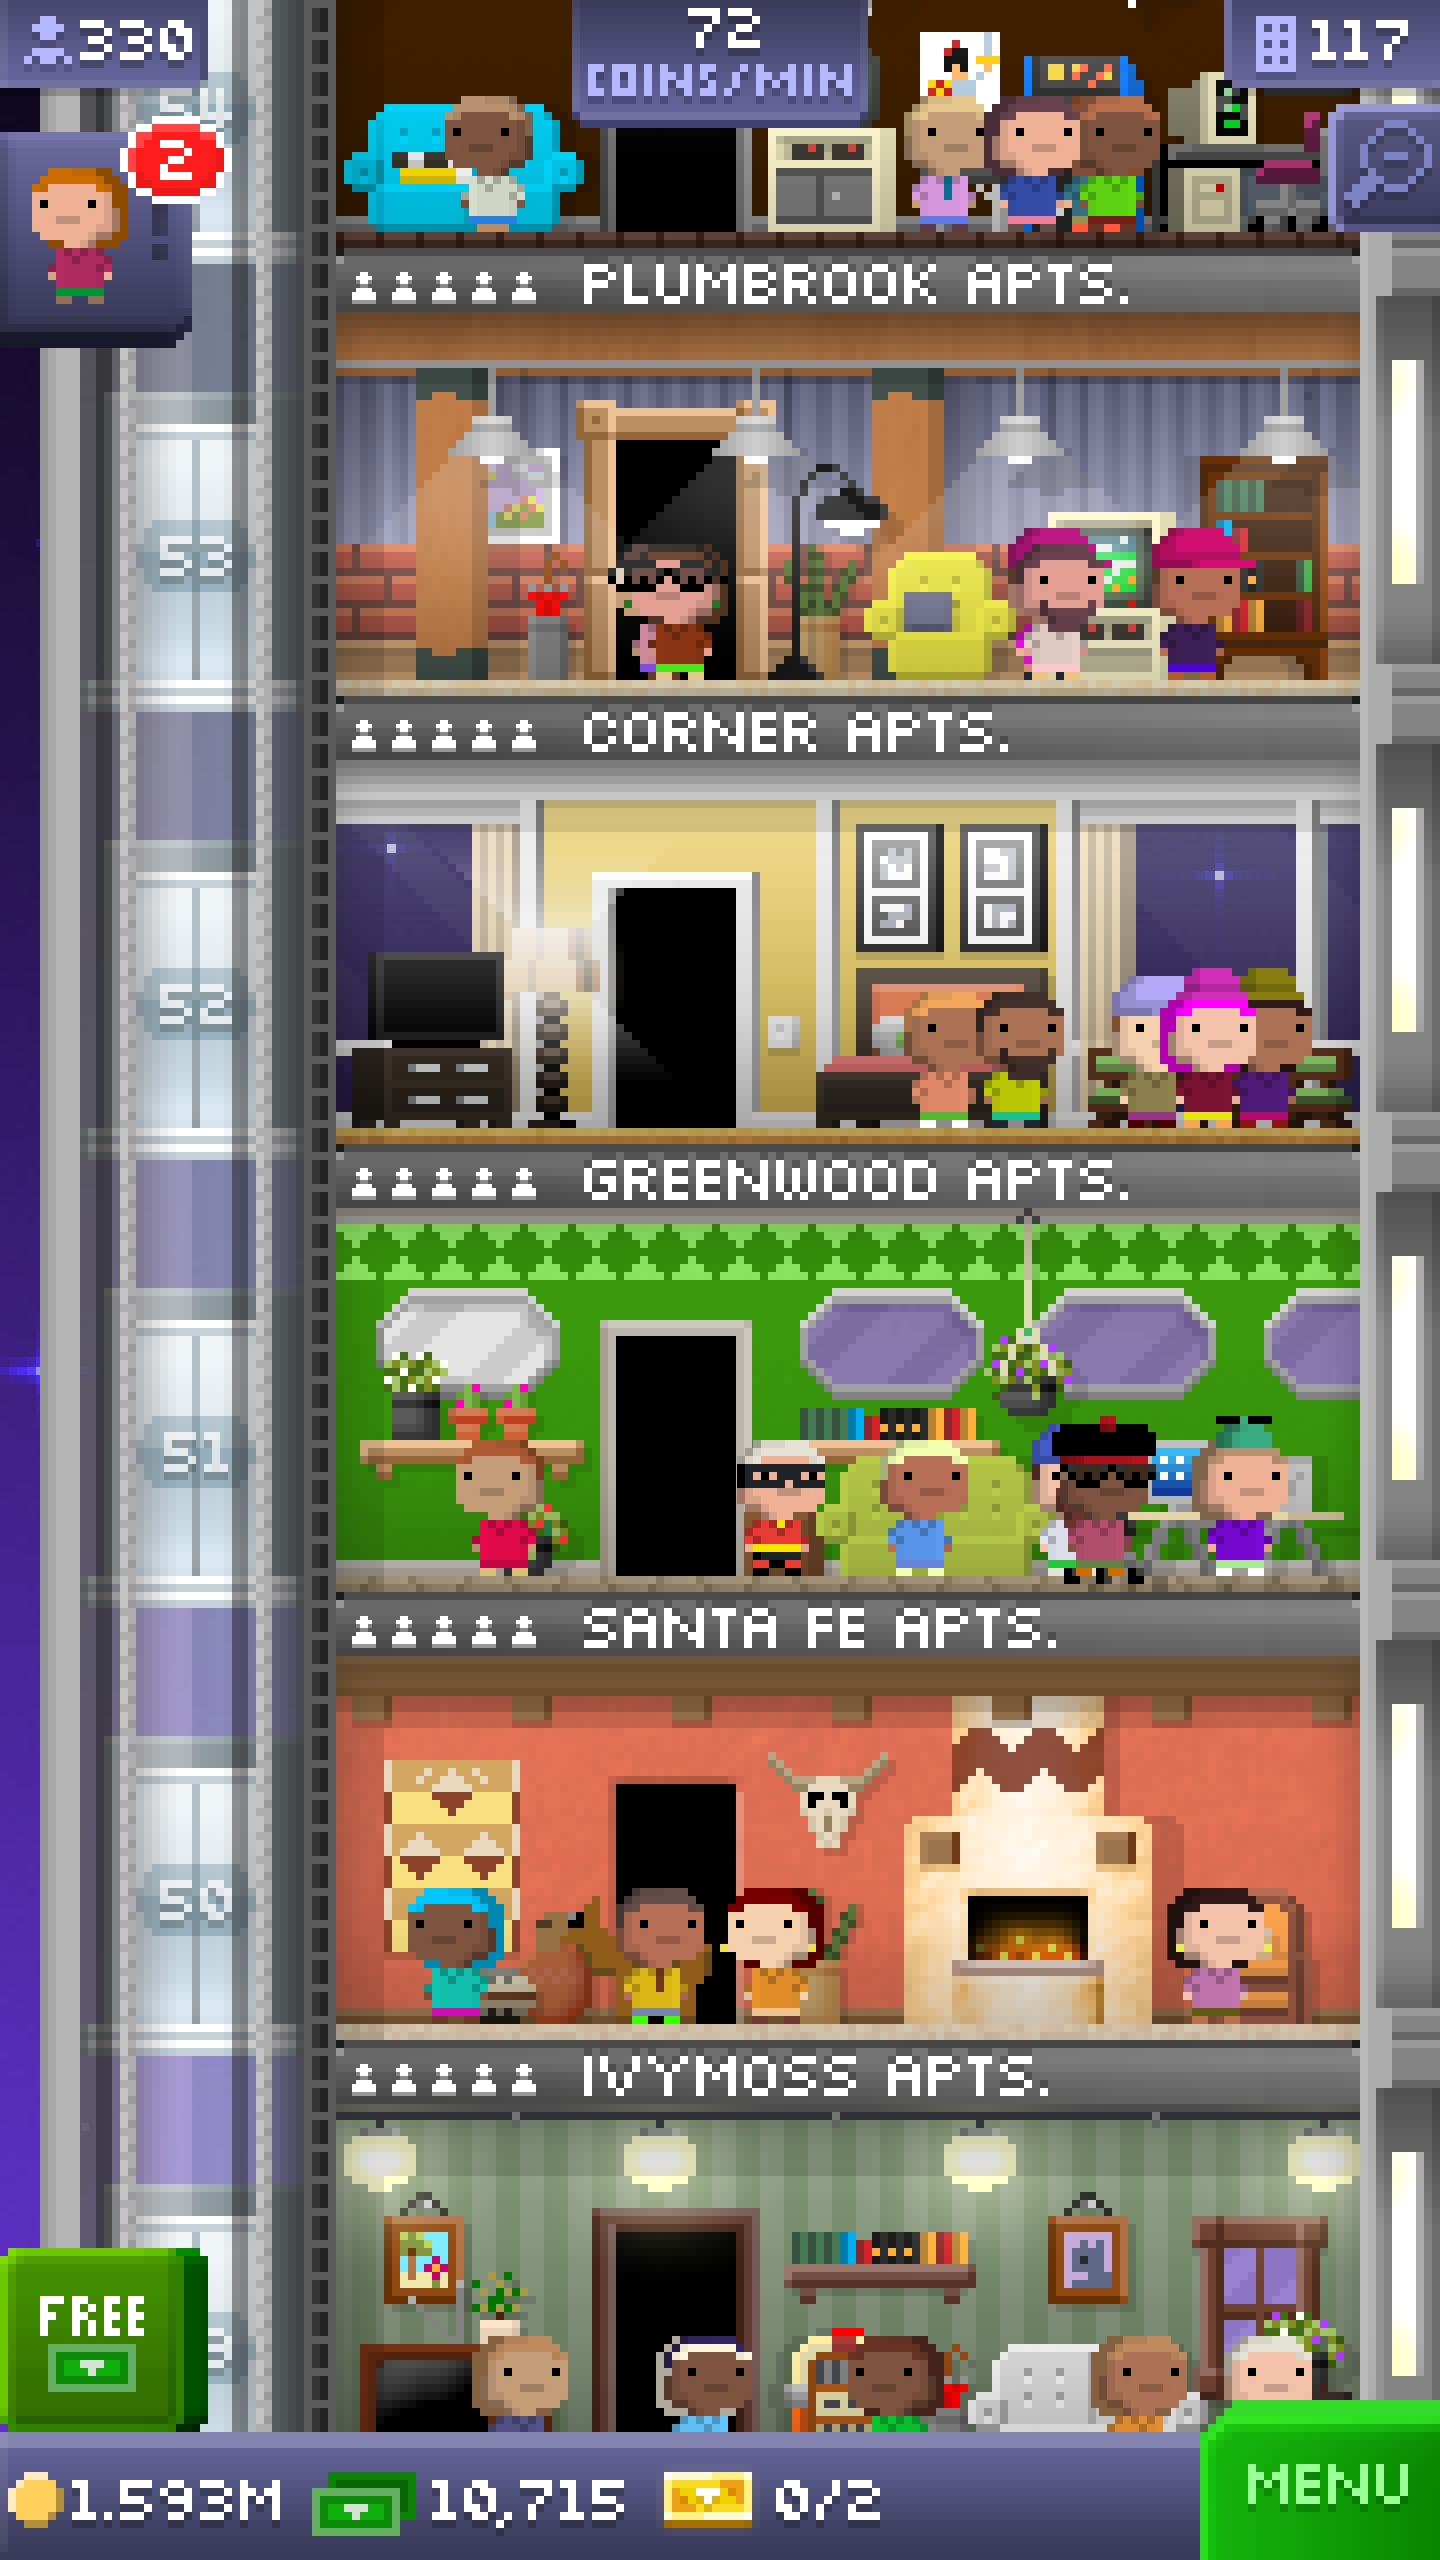 330
72
COINS/MIN
117
54
2
PLUMBROOK APTS.
53
CORNER APTS.
52
GREENWOOD APTS.
51
SANTA FE APTS.
50
IVYMOSS APTS.
FREE
1.593M
10,715
0/2
MENU